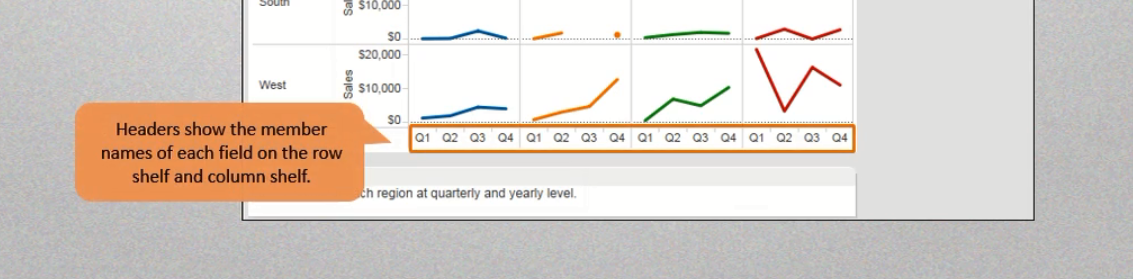 South
Sal
$10,000
$0
$20,000
West
Sales
$10,000
$0
Q1 Q2 Q3 Q4 Q1 Q2 Q3 Q4 Q1 Q2 Q3 Q4 Q1 Q2 Q3 Q4
Headers show the member
names of each field on the row
shelf and column shelf.
ch region at quarterly and yearly level.